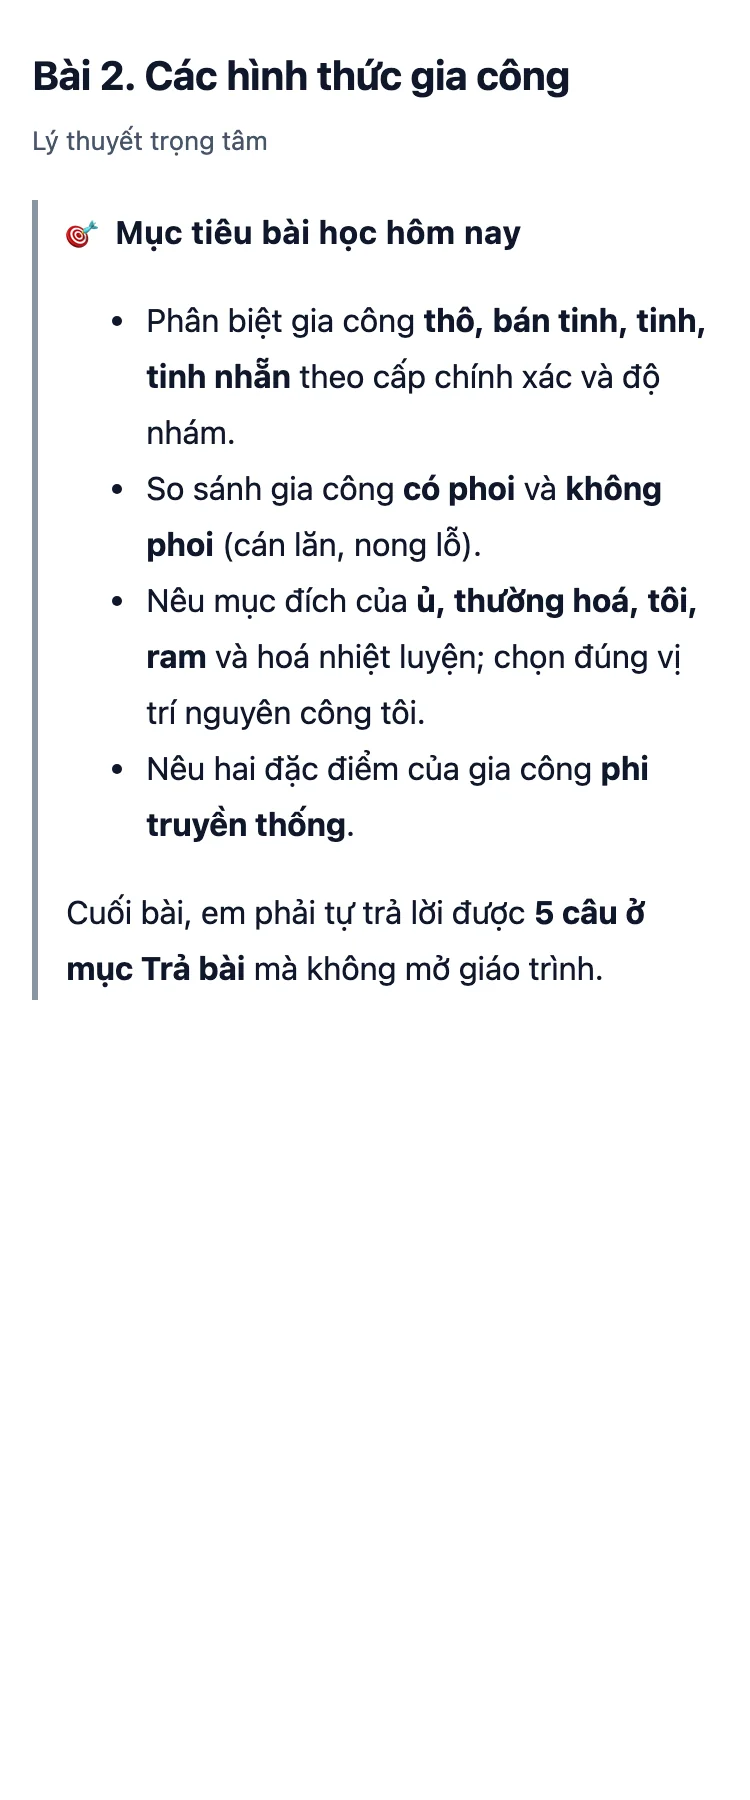 Bài 2. Các hình thức gia công
Lý thuyết trọng tâm
🎯 Mục tiêu bài học hôm nay
• Phân biệt gia công thô, bán tinh, tinh,
tinh nhẵn theo cấp chính xác và độ
nhám.
• So sánh gia công có phoi và không
phoi (cán lăn, nong lỗ).
• Nêu mục đích của ủ, thường hoá, tôi,
ram và hoá nhiệt luyện; chọn đúng vị
trí nguyên công tôi.
• Nêu hai đặc điểm của gia công phi
truyền thống.
Cuối bài, em phải tự trả lời được 5 câu ở
mục Trả bài mà không mở giáo trình.